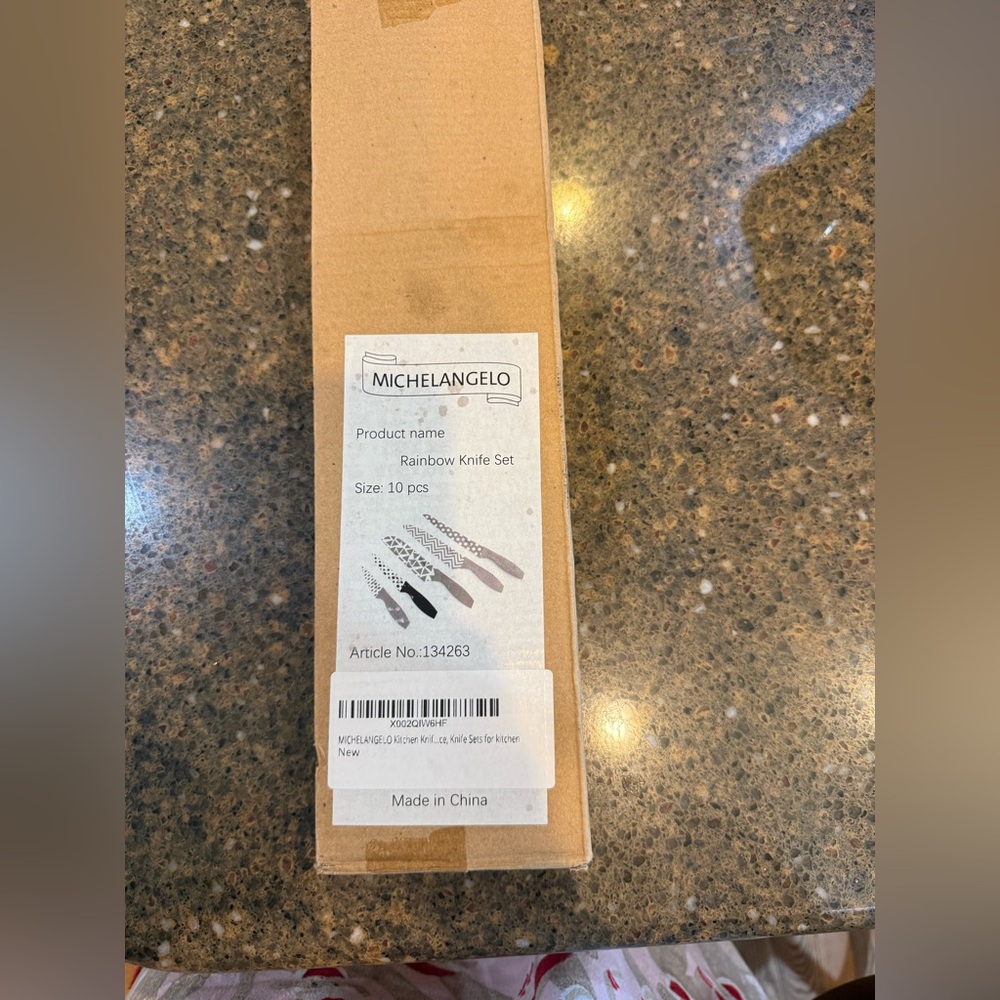 MICHELANGELO
Product name
Rainbow Knife Set
Size: 10 pcs
Article No.:134263
X002QIW6HF
MICHELANGELO Kitchen Knif...ce, Knife Sets for kitchen
New
Made in China